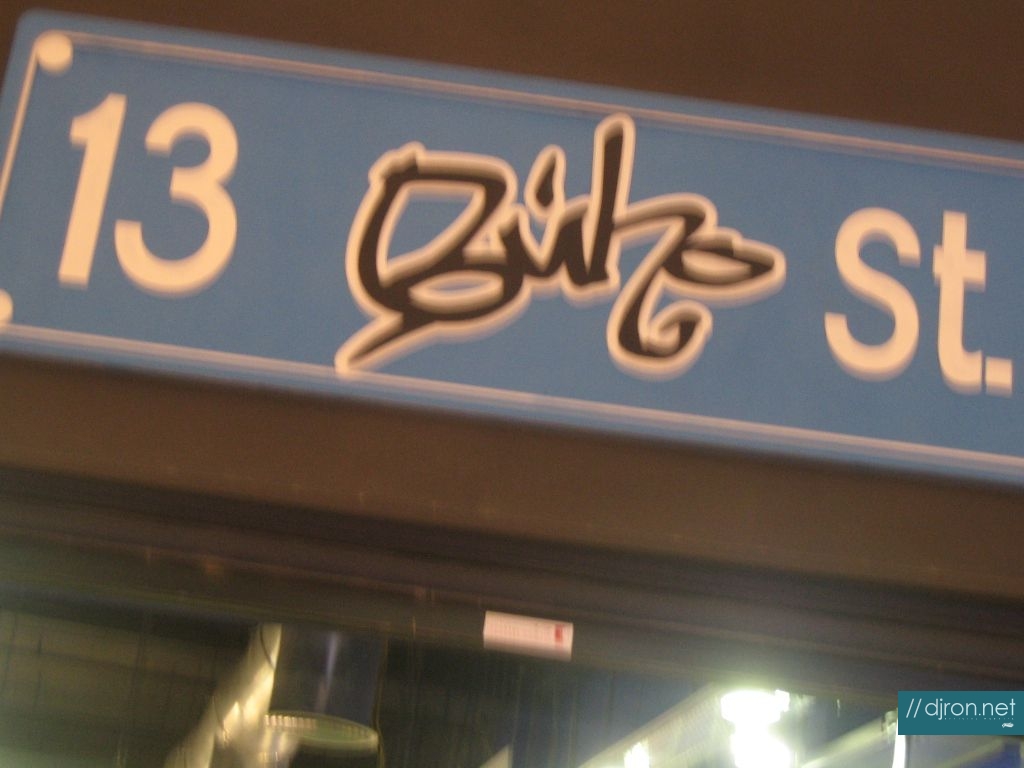 13 St.
// djron.net